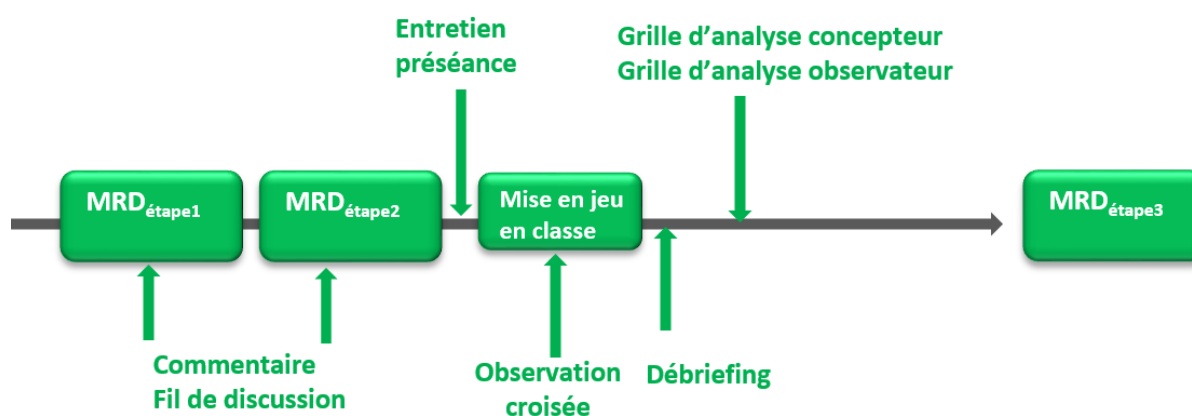 Entretien
préséance
Grille d'analyse concepteur
Grille d'analyse observateur
MRDétape1
MRDétape2
Mise en jeu
en classe
MRDétape3
Commentaire
Fil de discussion
Observation
croisée
Débriefing